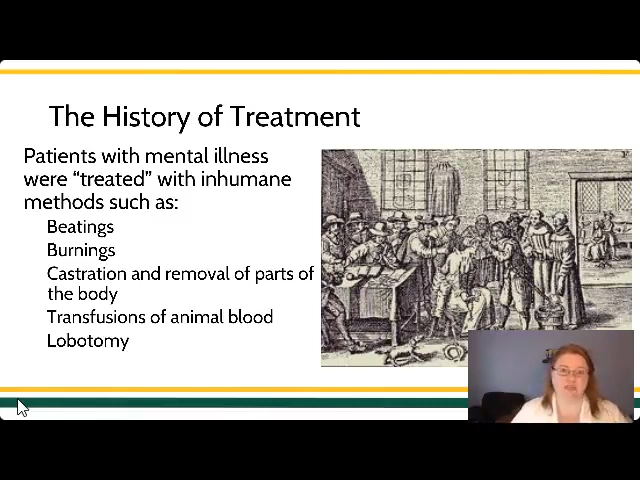 The History of Treatment
Patients with mental illness
were “treated” with inhumane
methods such as:
Beatings
Burnings
Castration and removal of parts of
the body
Transfusions of animal blood
Lobotomy